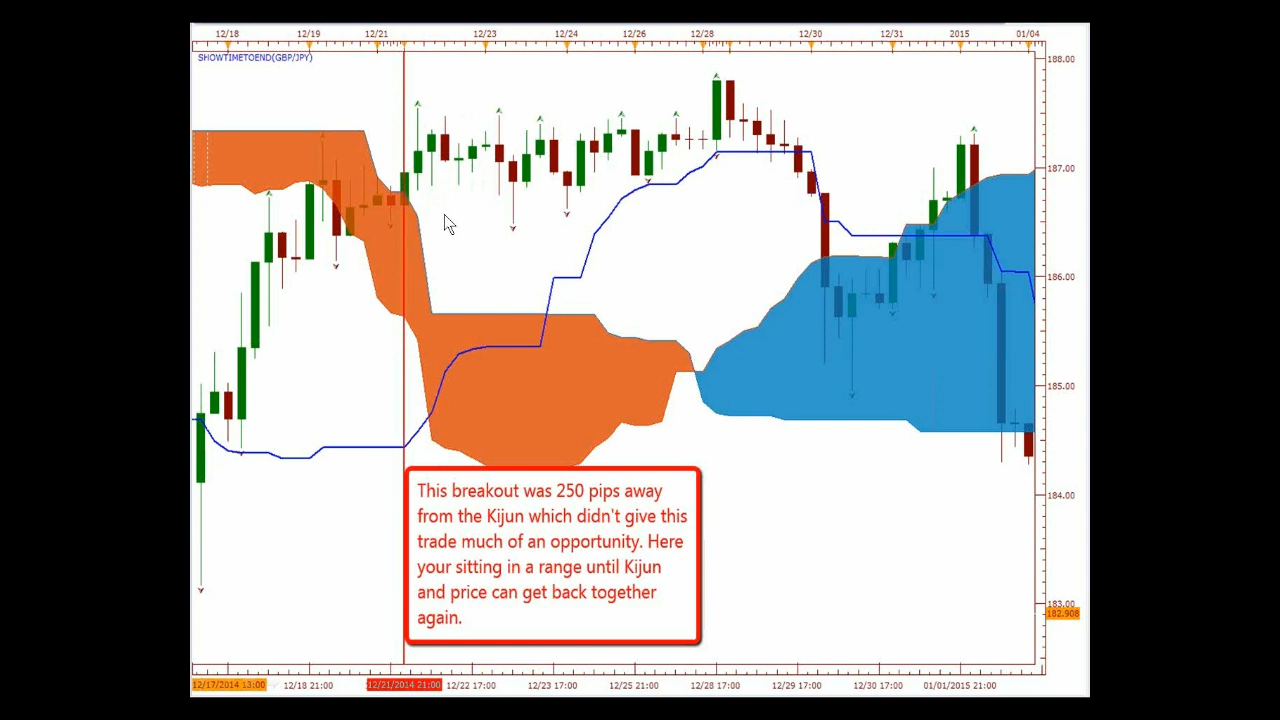 12/18 12/19 12/21 12/23 12/24 12/26 12/28 12/30 12/31 2015 01/04
SHOWTIMETOEND(GBP/JPY)
188.00
187.00
186.00
185.00
184.00
183.00
182.908
This breakout was 250 pips away
from the Kijun which didn't give this
trade much of an opportunity. Here
your sitting in a range until Kijun
and price can get back together
again.
12/17/2014 13:00 12/18 21:00 12/21/2014 21:00 12/22 17:00 12/23 17:00 12/25 21:00 12/28 17:00 12/29 17:00 12/30 17:00 01/01/2015 21:00